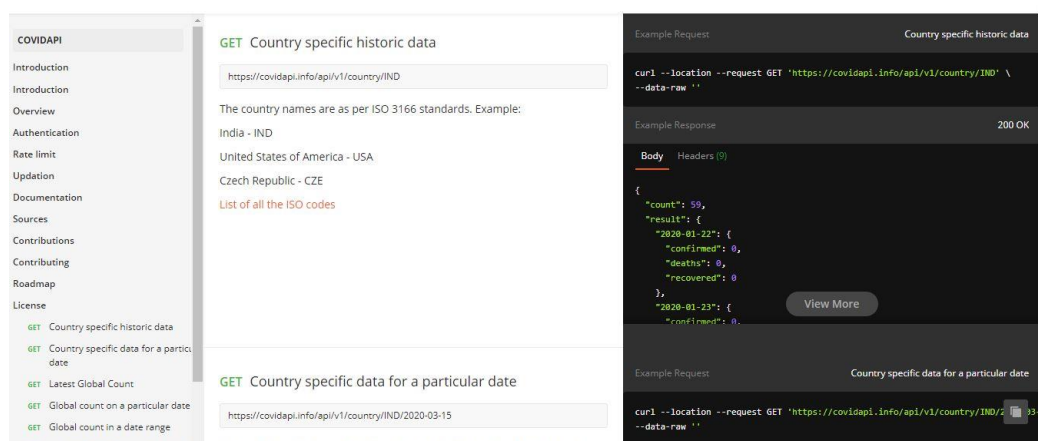 COVIDAPI
Introduction
Introduction
Overview
Authentication
Rate limit
Updation
Documentation
Sources
Contributions
Contributing
Roadmap
License
GET Country specific historic data
GET Country specific data for a particu
date
GET Latest Global Count
GET Global count on a particular date
GET Global count in a date range
GET Country specific historic data
https://covidapi.info/api/v1/country/IND
The country names are as per ISO 3166 standards. Example:
India - IND
United States of America - USA
Czech Republic - CZE
List of all the ISO codes
GET Country specific data for a particular date
https://covidapi.info/api/v1/country/IND/2020-03-15
Example Request Country specific historic data
curl --location --request GET 'https://covidapi.info/api/v1/country/IND' \
--data-raw ''
Example Response 200 OK
Body Headers (9)
{
"count": 59,
"result": {
"2020-01-22": {
"confirmed": 0,
"deaths": 0,
"recovered": 0
},
"2020-01-23": {
"confirmed": 0,
View More
Example Request Country specific data for a particular date
curl --location --request GET 'https://covidapi.info/api/v1/country/IND/2 03-
--data-raw ''